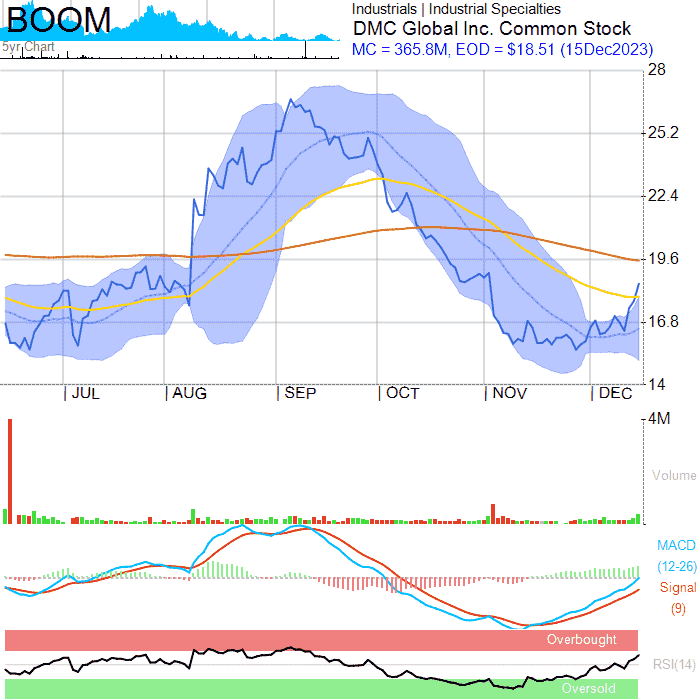 BOOM
5yr Chart
Industrials | Industrial Specialties
DMC Global Inc. Common Stock
MC = 365.8M, EOD = $18.51 (15Dec2023)
28
25.2
22.4
19.6
16.8
14
JUL
AUG
SEP
OCT
NOV
DEC
4M
Volume
MACD
(12-26)
Signal
(9)
Overbought
RSI(14)
Oversold